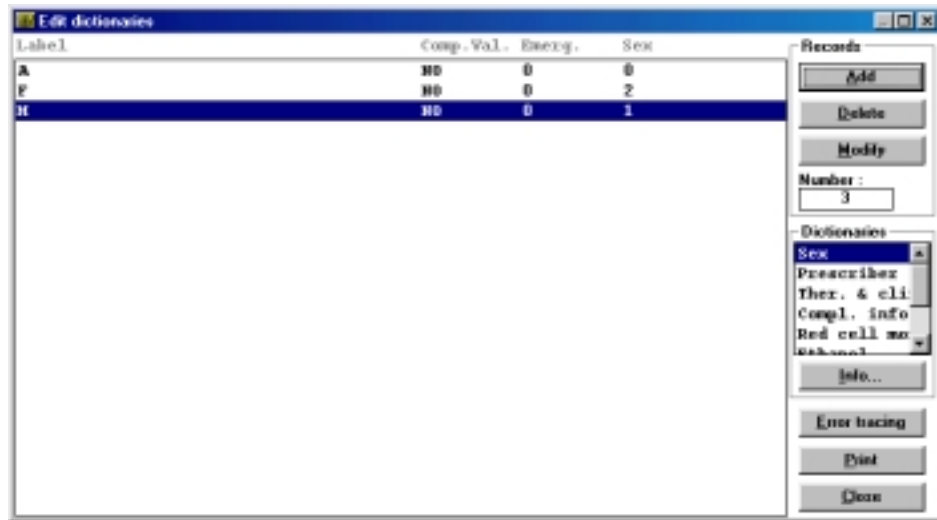 Edit dictionaries
Label Comp.Val. Emerg. Sex
A NO 0 0
F NO 0 2
M NO 0 1
Records
Add
Delete
Modify
Number :
3
Dictionaries
Sex
Prescriber
Ther. & cli
Compl. info
Red cell mo
Ethanol
Info...
Error tracing
Print
Close